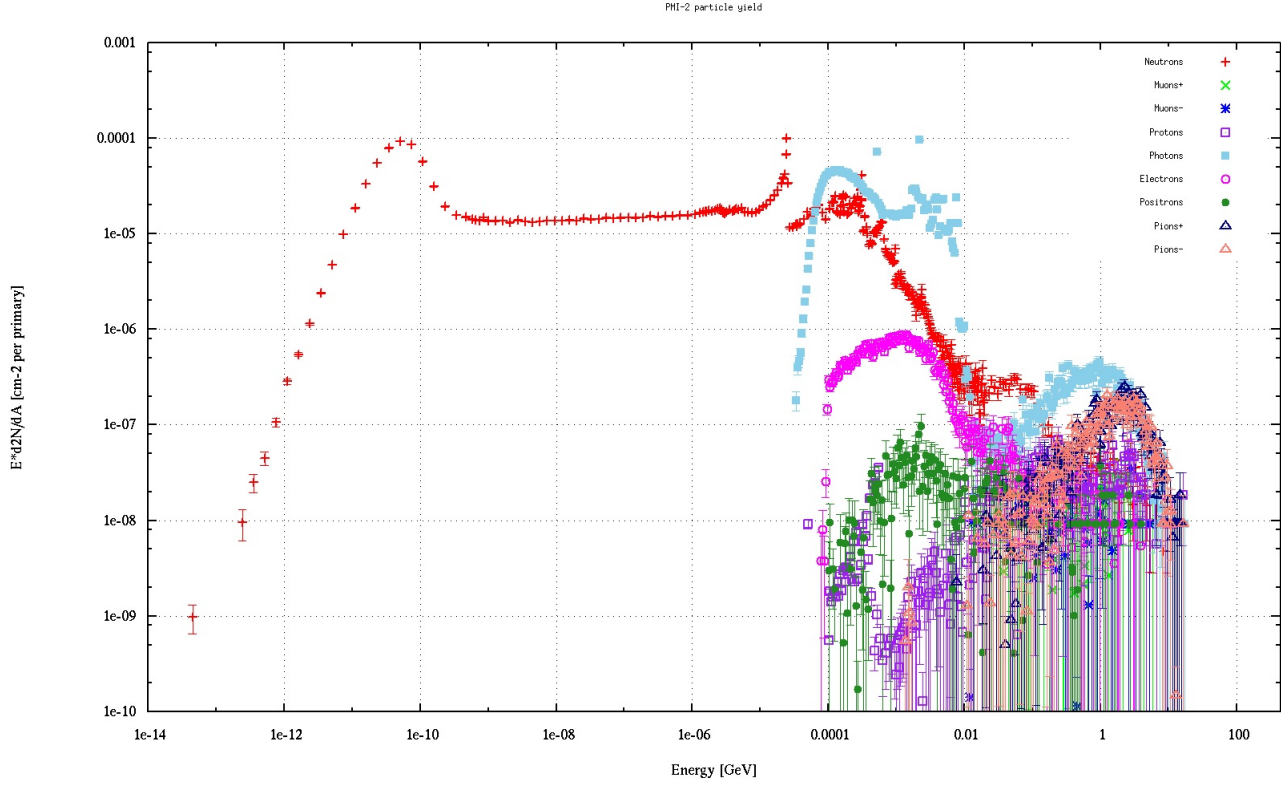 PMI-2 particle yield
0.001
0.0001
1e-05
1e-06
1e-07
1e-08
1e-09
1e-10
E*d2N/dA [cm-2 per primary]
Neutrons
Muons+
Muons-
Protons
Photons
Electrons
Positrons
Pions+
Pions-
1e-14 1e-12 1e-10 1e-08 1e-06 0.0001 0.01 1 100
Energy [GeV]